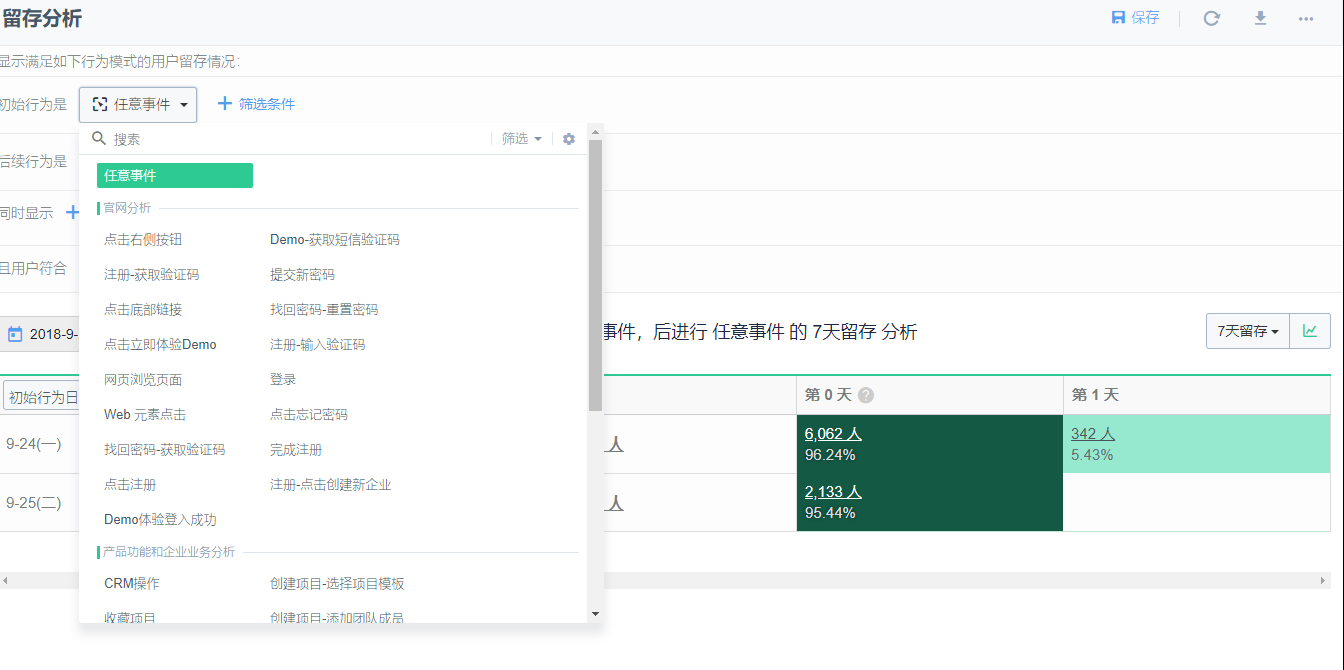 留存分析
保存
显示满足如下行为模式的用户留存情况:
初始行为是 任意事件 筛选条件
搜索 筛选
任意事件
后续行为是
官网分析
同时显示
点击右侧按钮 Demo-获取短信验证码
且用户符合
注册-获取验证码 提交新密码
点击底部链接 找回密码-重置密码
2018-9- 事件，后进行 任意事件 的 7天留存 分析 7天留存
点击立即体验Demo 注册-输入验证码
网页浏览页面 登录
初始行为日 第 0 天 ? 第 1 天
Web 元素点击 点击忘记密码
9-24(一) 人 6,062 人 342 人
96.24% 5.43%
找回密码-获取验证码 完成注册
点击注册 注册-点击创建新企业
9-25(二) 人 2,133 人
95.44%
Demo体验登入成功
产品功能和企业业务分析
CRM操作 创建项目-选择项目模板
收藏项目 创建项目-添加团队成员